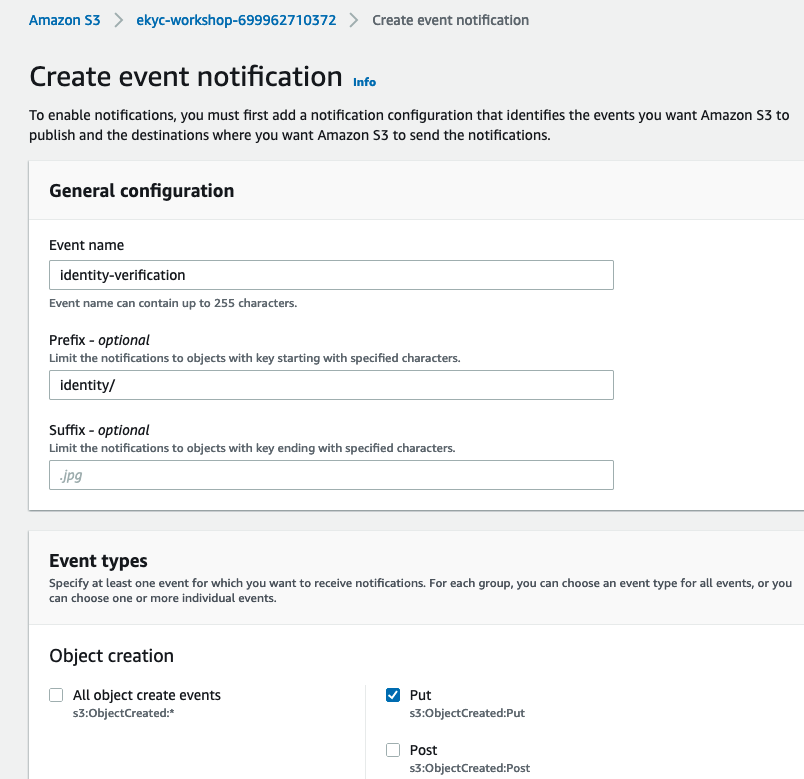 Amazon S3 > ekyc-workshop-699962710372 > Create event notification
Create event notification Info
To enable notifications, you must first add a notification configuration that identifies the events you want Amazon S3 to
publish and the destinations where you want Amazon S3 to send the notifications.
General configuration
Event name
identity-verification
Event name can contain up to 255 characters.
Prefix - optional
Limit the notifications to objects with key starting with specified characters.
identity/
Suffix - optional
Limit the notifications to objects with key ending with specified characters.
.jpg
Event types
Specify at least one event for which you want to receive notifications. For each group, you can choose an event type for all events, or you
can choose one or more individual events.
Object creation
All object create events
s3:ObjectCreated:*
Put
s3:ObjectCreated:Put
Post
s3:ObjectCreated:Post